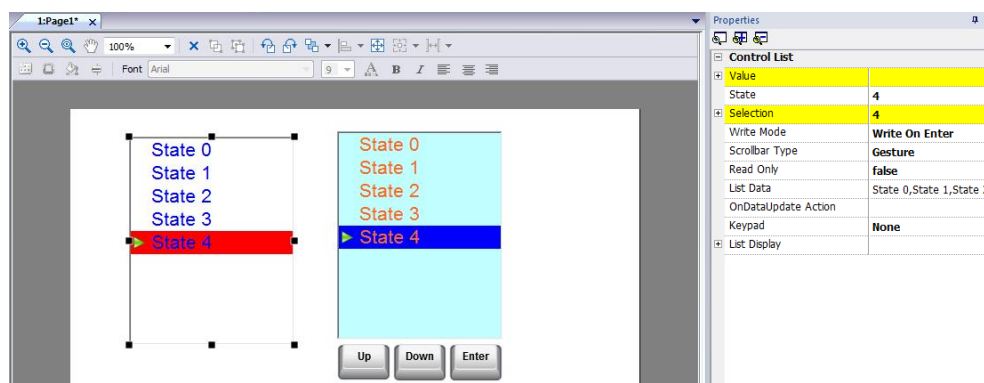 1:Page1* x
Properties
100%
Font Arial 9 A B I
Control List
Value
State 4
Selection 4
Write Mode Write On Enter
Scrollbar Type Gesture
Read Only false
List Data State 0,State 1,State
OnDataUpdate Action
Keypad None
List Display
State 0
State 1
State 2
State 3
State 4
State 0
State 1
State 2
State 3
State 4
Up Down Enter